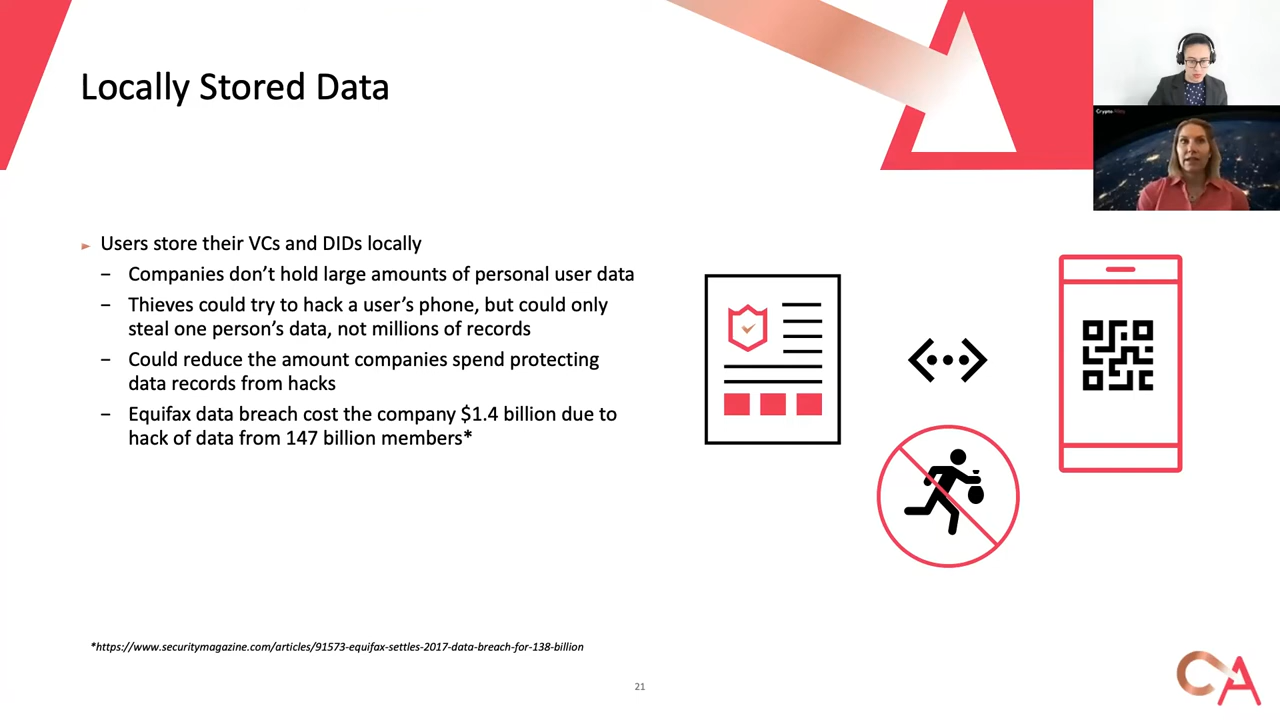 Locally Stored Data
Crypto Alley
► Users store their VCs and DIDs locally
– Companies don't hold large amounts of personal user data
– Thieves could try to hack a user's phone, but could only
steal one person's data, not millions of records
– Could reduce the amount companies spend protecting
data records from hacks
– Equifax data breach cost the company $1.4 billion due to
hack of data from 147 billion members*
*https://www.securitymagazine.com/articles/91573-equifax-settles-2017-data-breach-for-138-billion
21
CA